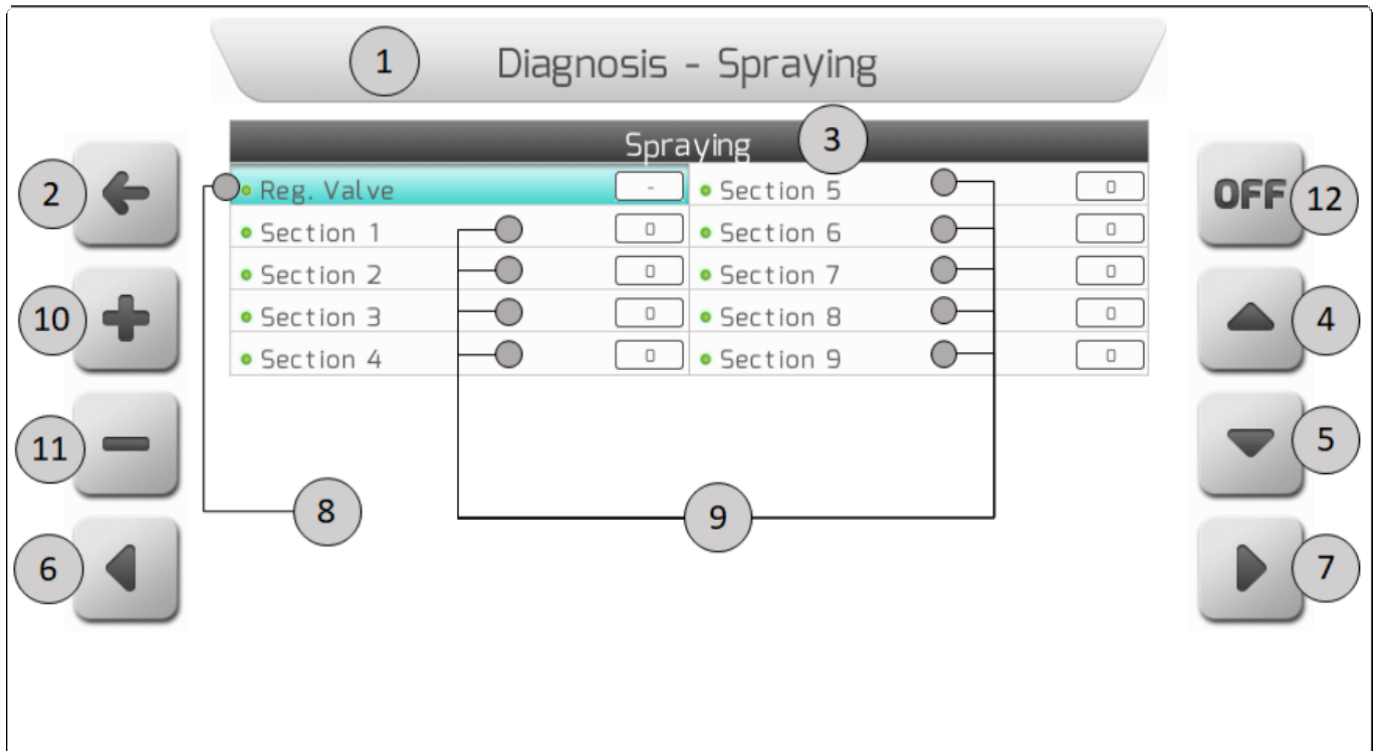 1 Diagnosis - Spraying
Spraying 3
2 Reg. Valve - Section 5 0 OFF 12
Section 1 0 Section 6 0
10 Section 2 0 Section 7 0 4
Section 3 0 Section 8 0
Section 4 0 Section 9 0
11 5
8 9
6 7